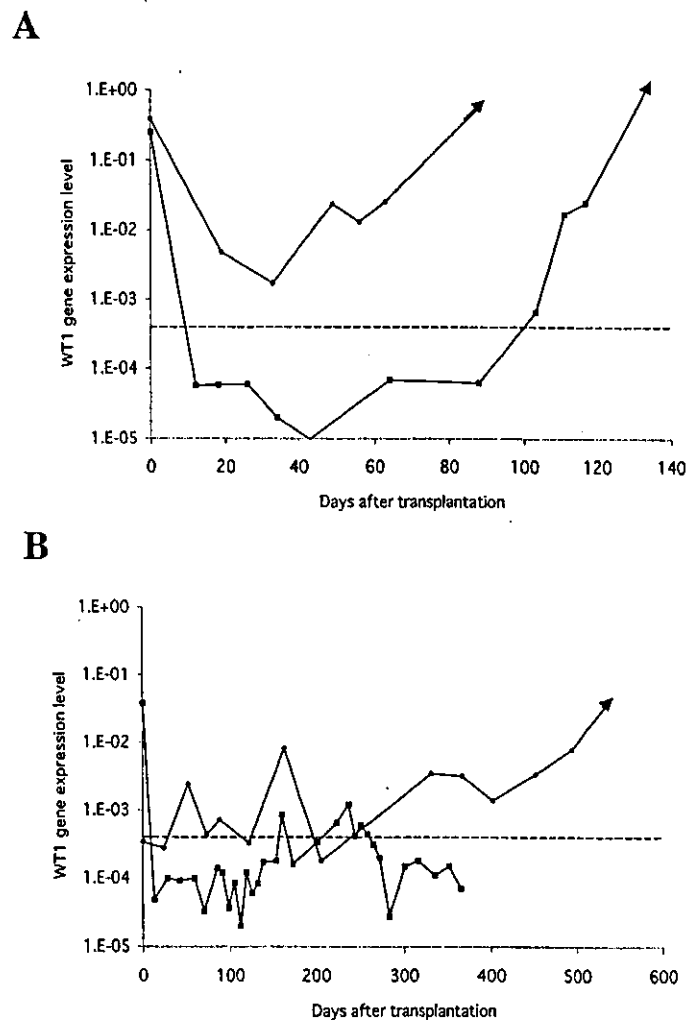 A
1.E+00
1.E-01
1.E-02
1.E-03
1.E-04
1.E-05
WT1 gene expression level
0 20 40 60 80 100 120 140
Days after transplantation
B
1.E+00
1.E-01
1.E-02
1.E-03
1.E-04
1.E-05
WT1 gene expression level
0 100 200 300 400 500 600
Days after transplantation